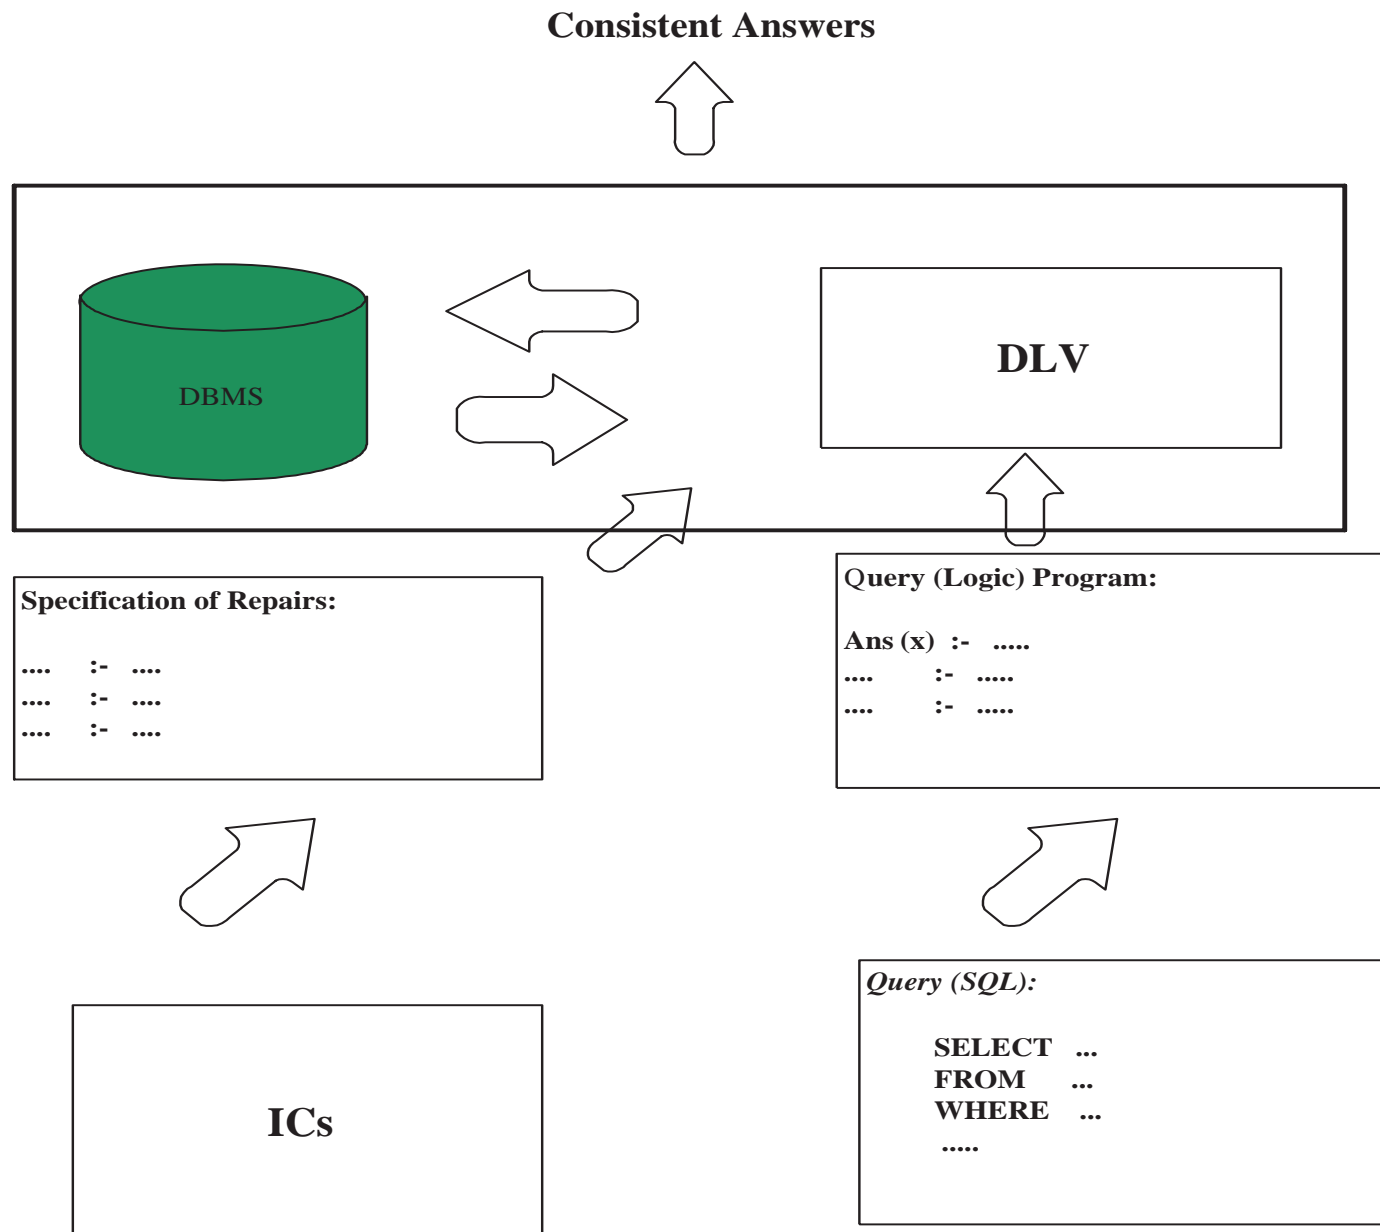 Consistent Answers
DBMS
DLV
Specification of Repairs:
.... :- ....
.... :- ....
.... :- ....
Query (Logic) Program:
Ans (x) :- .....
.... :- .....
.... :- .....
ICs
Query (SQL):
SELECT ...
FROM ...
WHERE ...
.....